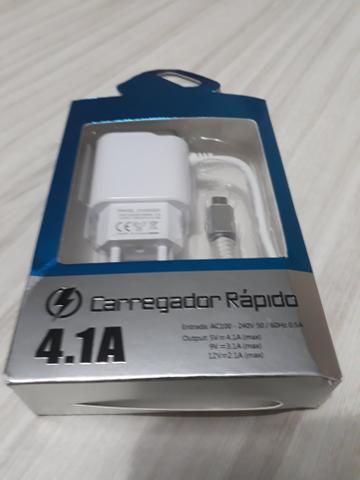 Carregador Rápido
4.1A
Entrada: AC100 - 240V 50 / 60Hz 0.5A
Output: 5V=4.1A (max)
9V =3.1A (max)
12V=2.1A (max)